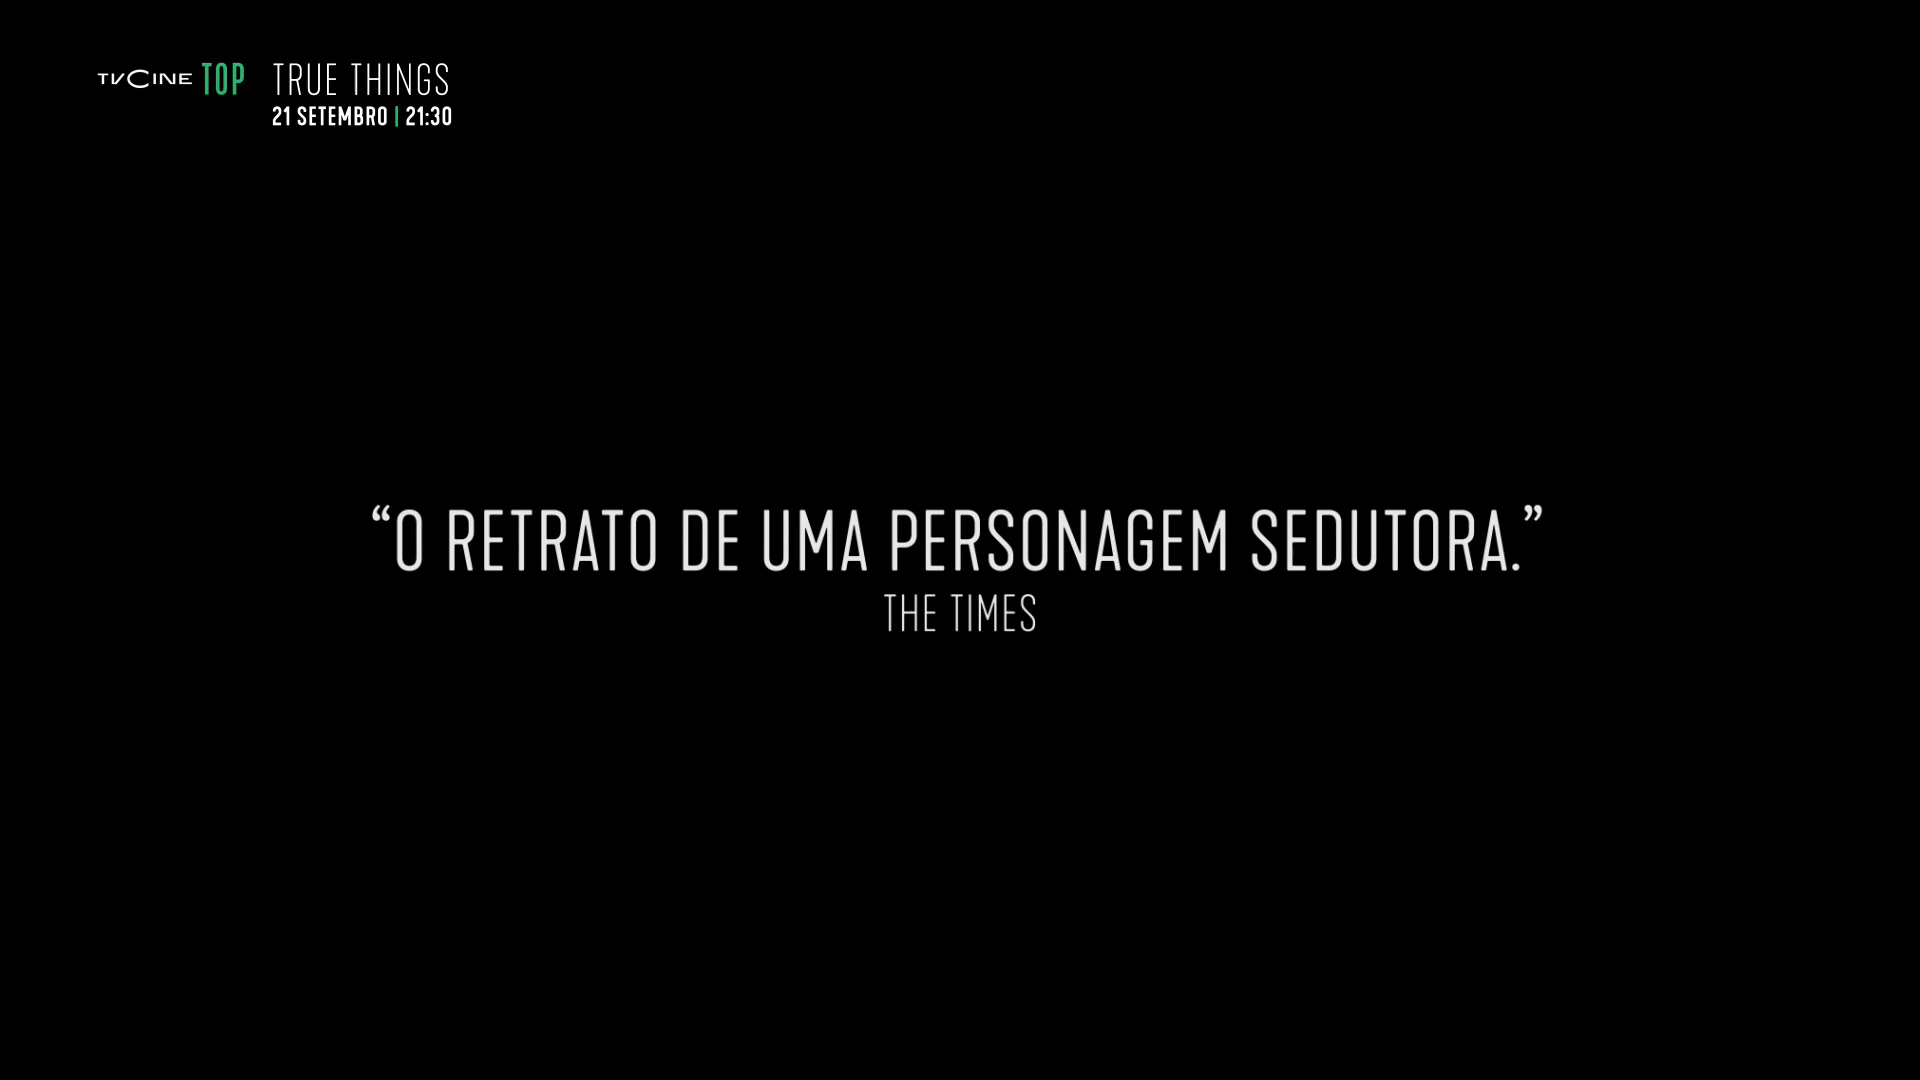 TVCINE TOP
TRUE THINGS
21 SETEMBRO | 21:30
“O RETRATO DE UMA PERSONAGEM SEDUTORA.”
THE TIMES